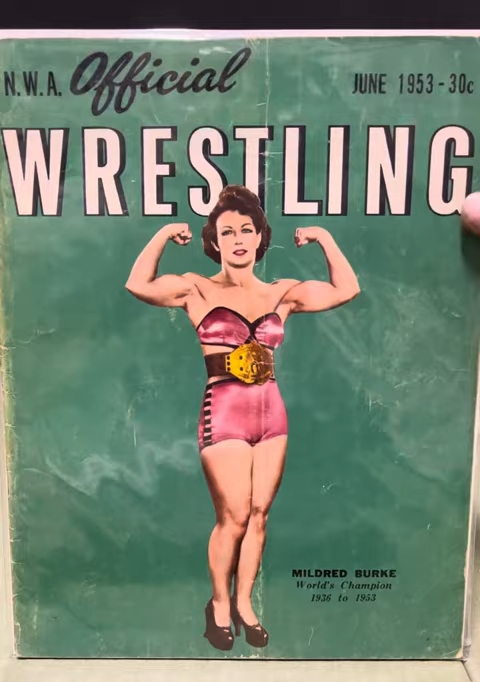 N.W.A. Official JUNE 1953 - 30c
WRESTLING
MILDRED BURKE
World's Champion
1936 to 1953